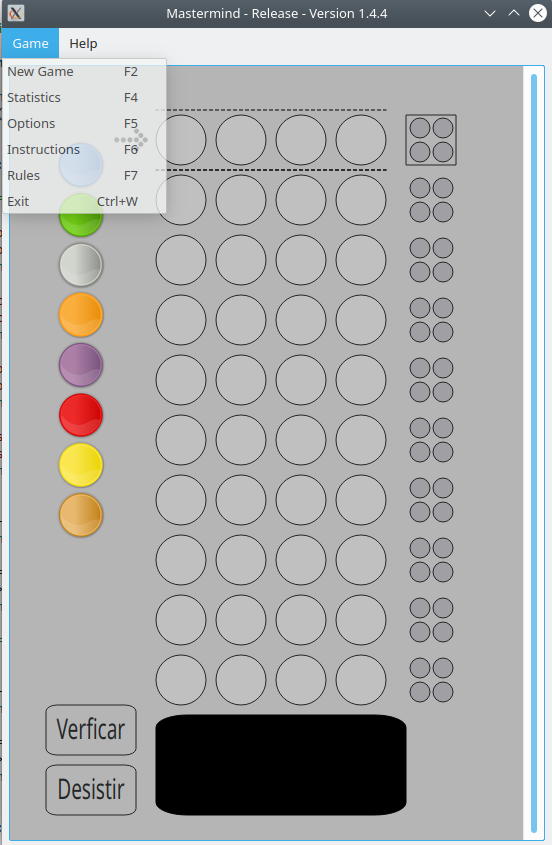 Mastermind - Release - Version 1.4.4
Game Help
New Game F2
Statistics F4
Options F5
Instructions F6
Rules F7
Exit Ctrl+W
Verficar
Desistir